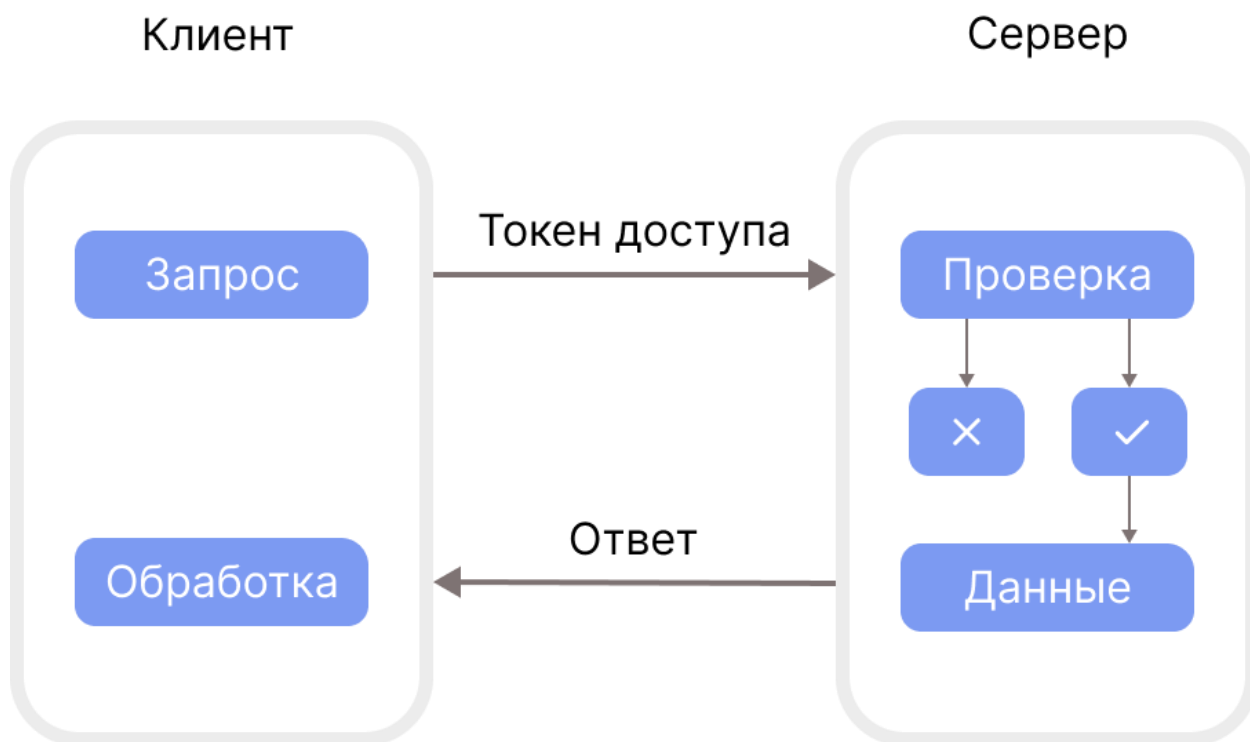 Клиент
Сервер
Токен доступа
Запрос
Проверка
Ответ
Обработка
Данные